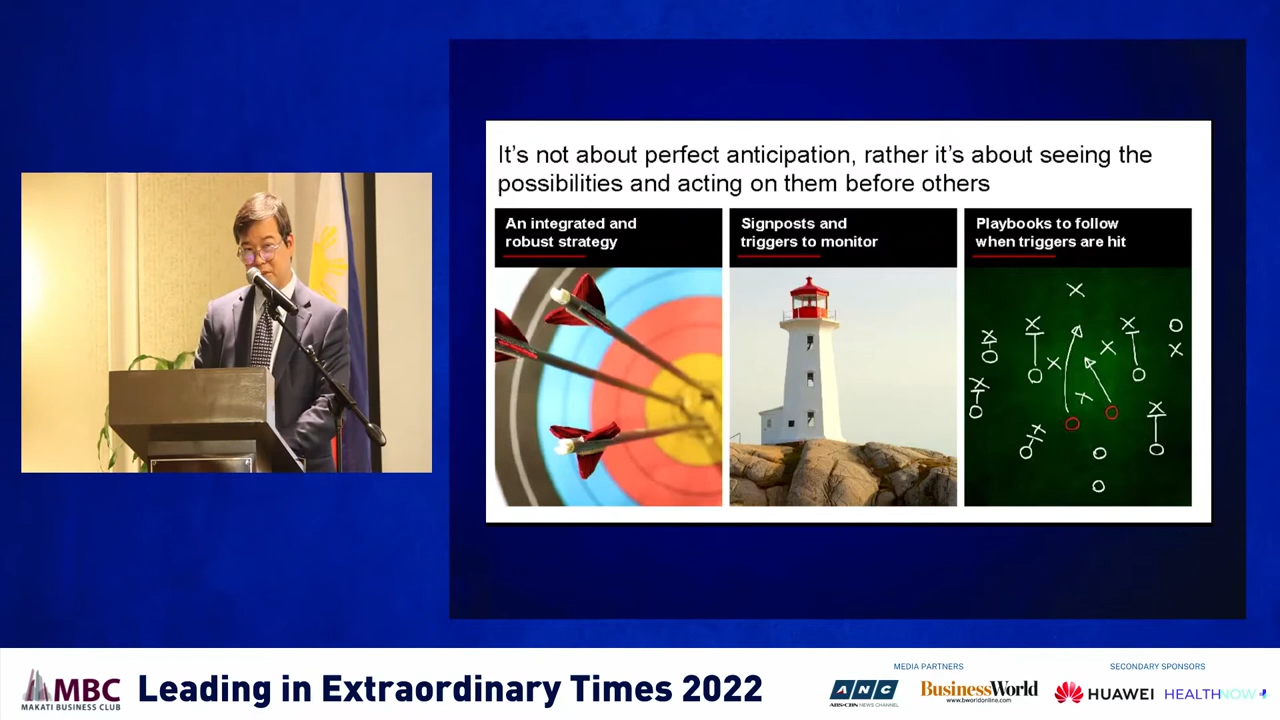 It's not about perfect anticipation, rather it's about seeing the
possibilities and acting on them before others
An integrated and
robust strategy
Signposts and
triggers to monitor
Playbooks to follow
when triggers are hit
MBC
MAKATI BUSINESS CLUB
Leading in Extraordinary Times 2022
MEDIA PARTNERS
ANC
ABS-CBN NEWS CHANNEL
BusinessWorld
www.bworldonline.com
SECONDARY SPONSORS
HUAWEI
HEALTHNOW